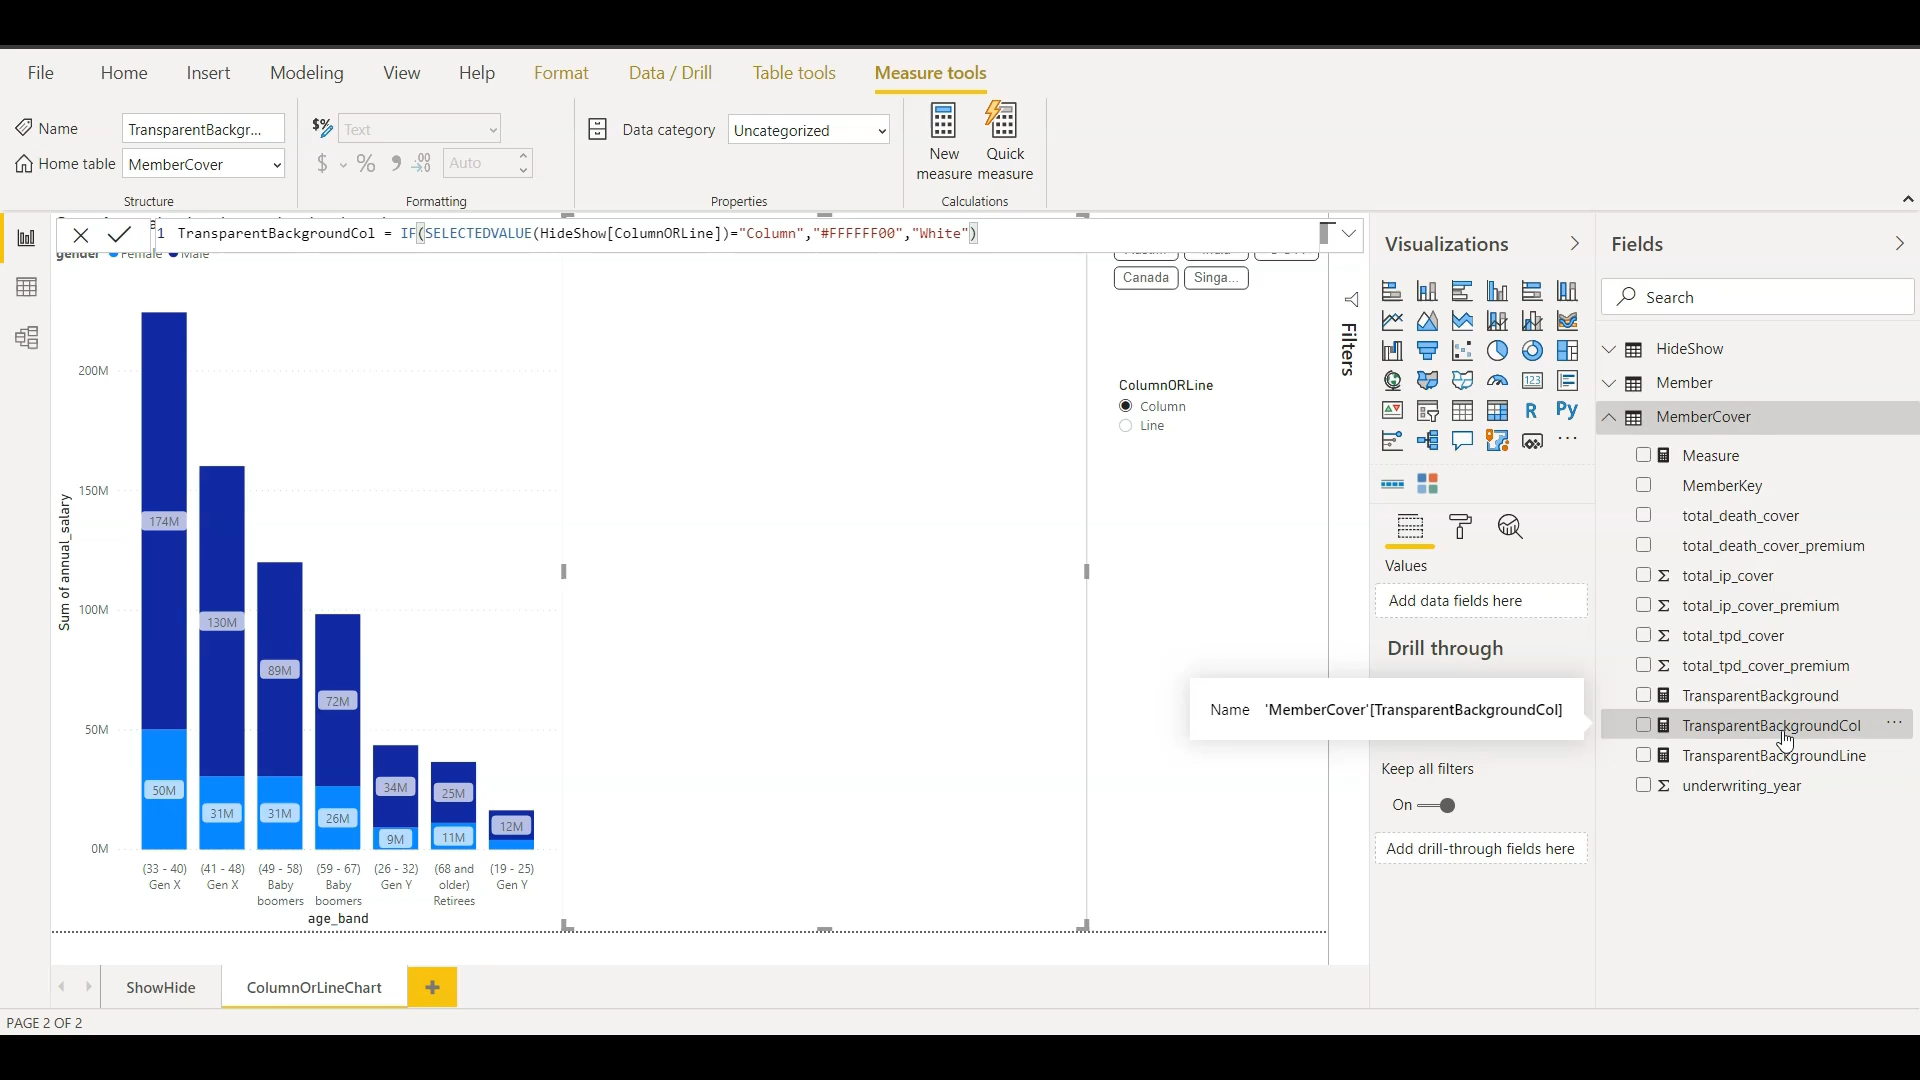 File Home Insert Modeling View Help Format Data / Drill Table tools Measure tools
Name TransparentBackgr...
Home table MemberCover
Structure
Text
$ % Auto
Formatting
Data category Uncategorized
Properties
New measure
Quick measure
Calculations
1 TransparentBackgroundCol = IF(SELECTEDVALUE(HideShow[ColumnORLine])="Column","#FFFFFF00","White")
gender Female Male
Sum of annual_salary
200M
150M
100M
50M
0M
174M
130M
89M
72M
34M
25M
12M
50M
31M
31M
26M
9M
11M
(33 - 40) Gen X
(41 - 48) Gen X
(49 - 58) Baby boomers
(59 - 67) Baby boomers
(26 - 32) Gen Y
(68 and older) Retirees
(19 - 25) Gen Y
age_band
Canada
Singa...
ColumnORLine
Column
Line
Filters
Visualizations
123
R
Py
Values
Add data fields here
Drill through
Name 'MemberCover'[TransparentBackgroundCol]
Keep all filters
On
Add drill-through fields here
Fields
Search
HideShow
Member
MemberCover
Measure
MemberKey
total_death_cover
total_death_cover_premium
total_ip_cover
total_ip_cover_premium
total_tpd_cover
total_tpd_cover_premium
TransparentBackground
TransparentBackgroundCol
TransparentBackgroundLine
underwriting_year
ShowHide
ColumnOrLineChart
PAGE 2 OF 2